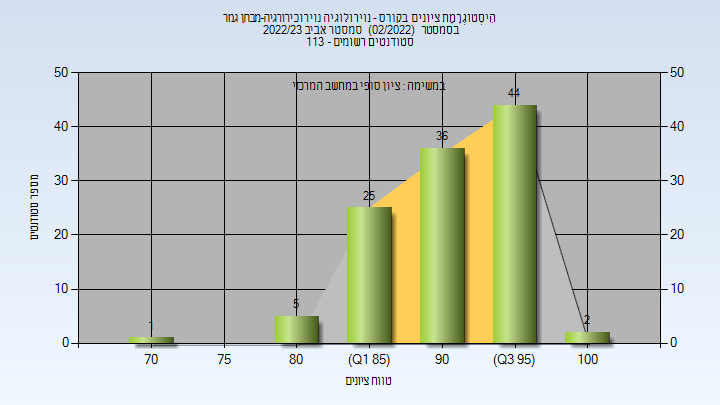 הִיסְטוֹגְרָמַת ציונים בקורס - נוירולוגיה נוירוכירורגיה-מבחן גמר
בסמסטר (02/2022) סמסטר אביב 2022/23
סטודנטים רשומים - 113
במשימה : ציון סופי במחשב המרכזי
50 50
44
40 40
36
30 30
25
20 20
10 10
5
2
1
0 0
70 75 80 (Q1 85) 90 (Q3 95) 100
מספר סטודנטים
טווח ציונים